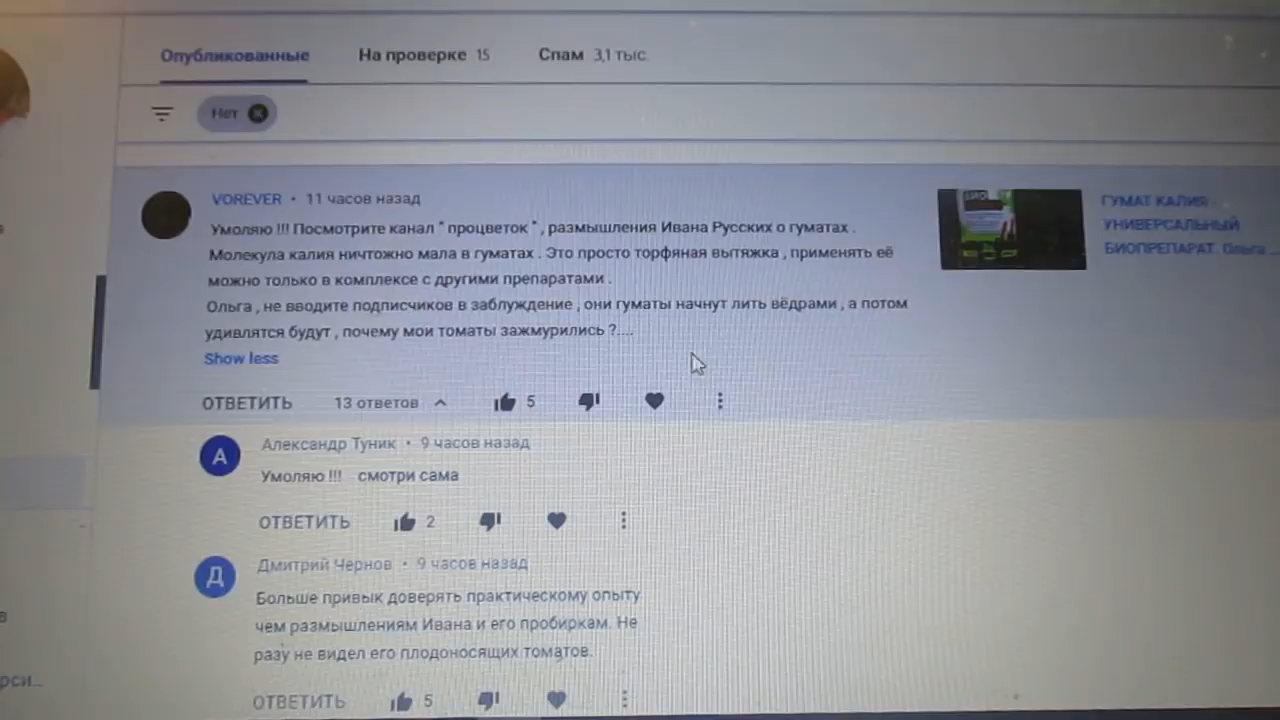 Опубликованные На проверке 15 Спам 3,1 тыс.
Нет
VOREVER • 11 часов назад
Умоляю !!! Посмотрите канал " процветок " , размышления Ивана Русских о гуматах .
Молекула калия ничтожно мала в гуматах . Это просто торфяная вытяжка , применять её
можно только в комплексе с другими препаратами .
Ольга , не вводите подписчиков в заблуждение , они гуматы начнут лить вёдрами , а потом
удивлятся будут , почему мои томаты зажмурились ?....
Show less
ГУМАТ КАЛИЯ -
УНИВЕРСАЛЬНЫЙ
БИОПРЕПАРАТ. Ольга ...
ОТВЕТИТЬ 13 ответов 5
А
Александр Туник • 9 часов назад
Умоляю !!! смотри сама
ОТВЕТИТЬ 2
Д
Дмитрий Чернов • 9 часов назад
Больше привык доверять практическому опыту
чем размышлениям Ивана и его пробиркам. Не
разу не видел его плодоносящих томатов.
рси...
ОТВЕТИТЬ 5